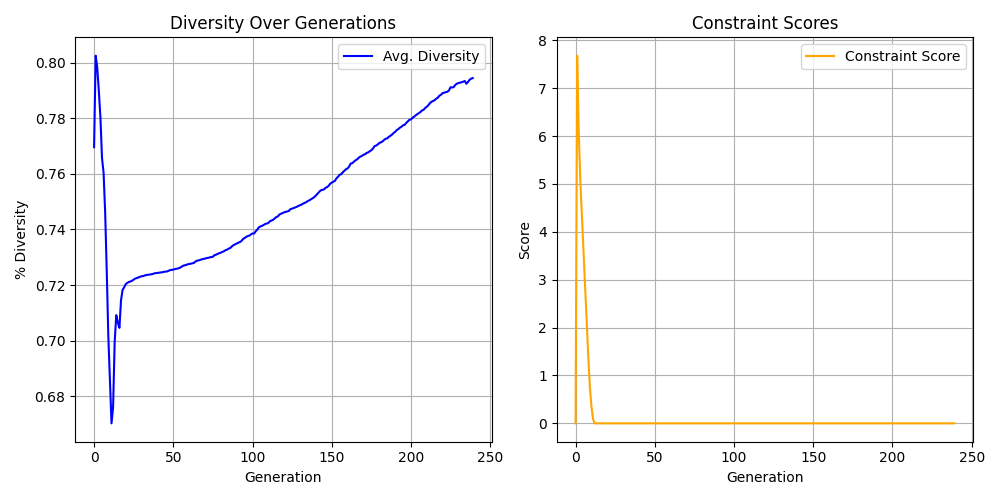 Diversity Over Generations
Avg. Diversity
% Diversity
0.80
0.78
0.76
0.74
0.72
0.70
0.68
0 50 100 150 200 250
Generation
Constraint Scores
Constraint Score
Score
8
7
6
5
4
3
2
1
0
0 50 100 150 200 250
Generation